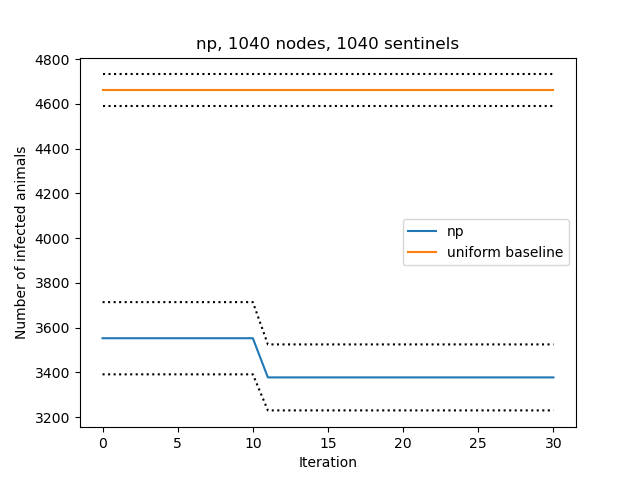 np, 1040 nodes, 1040 sentinels
4800
4600
4400
4200
4000
3800
3600
3400
3200
Number of infected animals
np
uniform baseline
0 5 10 15 20 25 30
Iteration